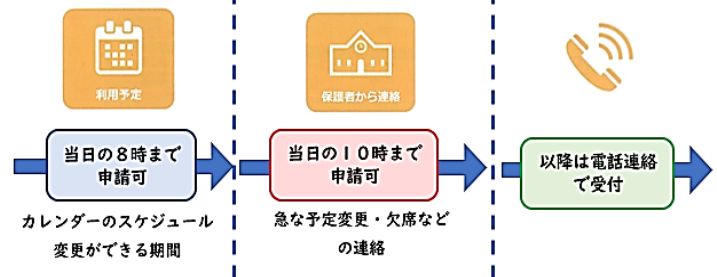 利用予定
当日の8時まで
申請可
カレンダーのスケジュール
変更ができる期間
保護者から連絡
当日の10時まで
申請可
急な予定変更・欠席など
の連絡
以降は電話連絡
で受付